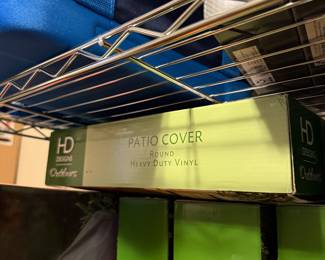 HD
DESIGNS
Outdoors
PATIO COVER
ROUND
HEAVY DUTY VINYL
HD